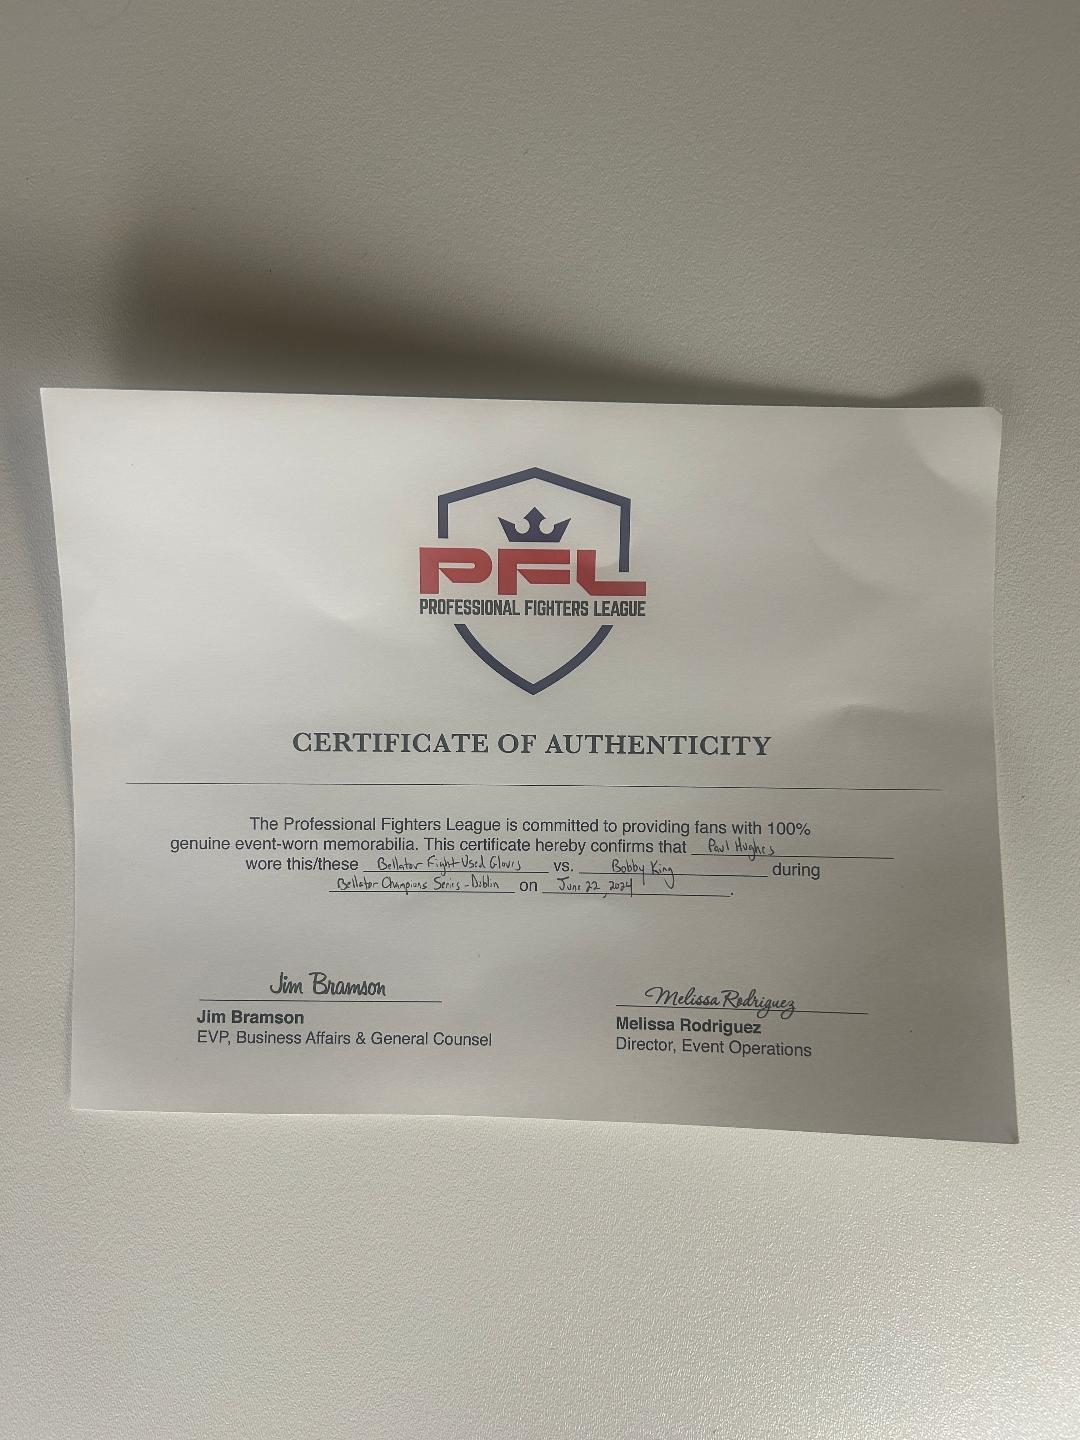 PFL
PROFESSIONAL FIGHTERS LEAGUE
CERTIFICATE OF AUTHENTICITY
The Professional Fighters League is committed to providing fans with 100%
genuine event-worn memorabilia. This certificate hereby confirms that Paul Hughes
wore this/these Bellator Fight-Used Gloves vs. Bobby King during
Bellator Champions Series - Dublin on June 22, 2024.
Jim Bramson Melissa Rodriguez
Jim Bramson Melissa Rodriguez
EVP, Business Affairs & General Counsel Director, Event Operations